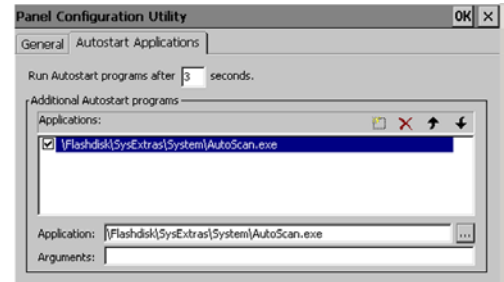 Panel Configuration Utility OK ×
General Autostart Applications
Run Autostart programs after 3 seconds.
Additional Autostart programs
Applications:
\Flashdisk\SysExtras\System\AutoScan.exe
Application: \Flashdisk\SysExtras\System\AutoScan.exe ...
Arguments: